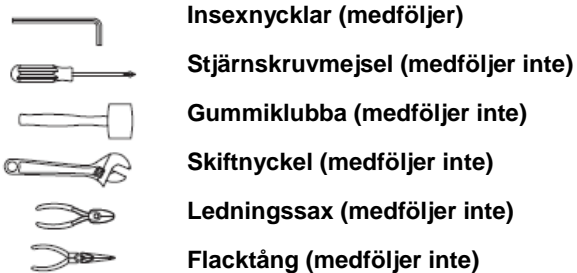 Insexnycklar (medföljer)
Stjärnskruvmejsel (medföljer inte)
Gummiklubba (medföljer inte)
Skiftnyckel (medföljer inte)
Ledningssax (medföljer inte)
Flacktång (medföljer inte)